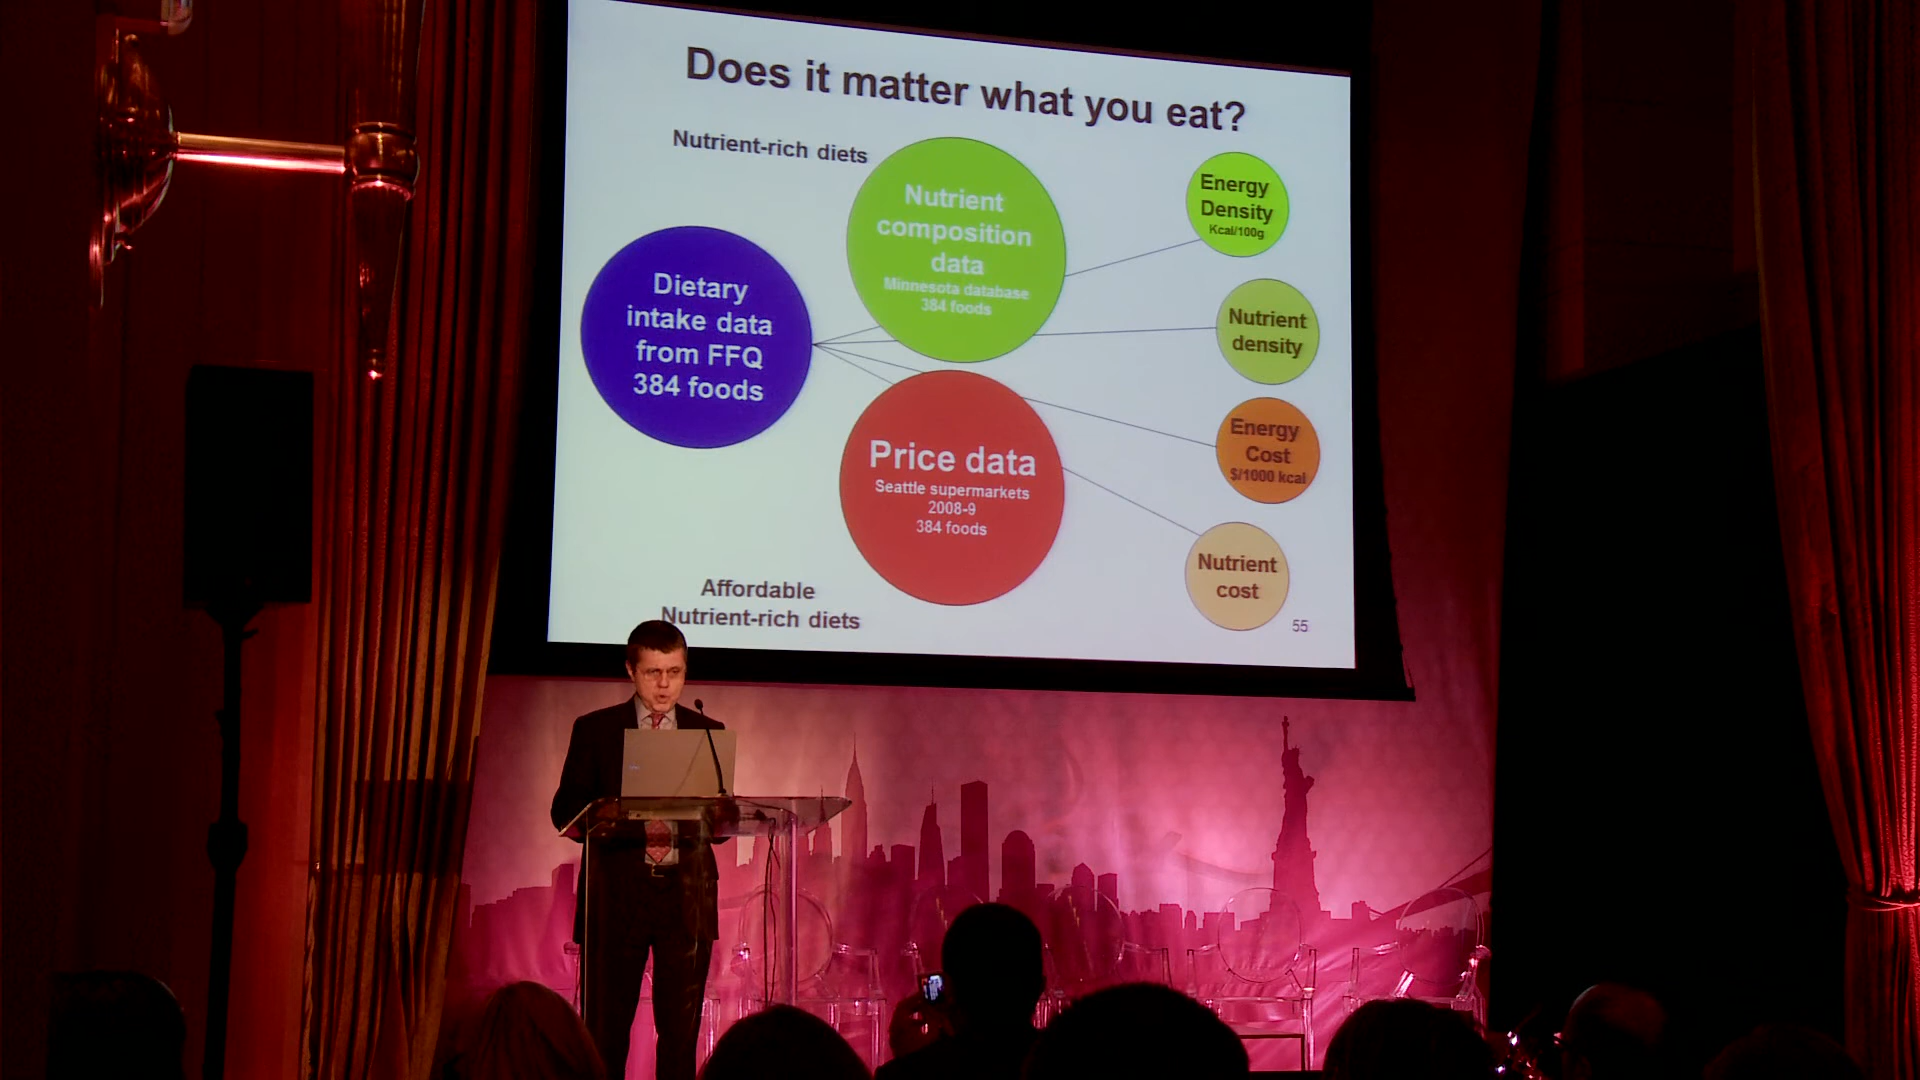 Does it matter what you eat?
Nutrient-rich diets
Dietary
intake data
from FFQ
384 foods
Nutrient
composition
data
Minnesota database
384 foods
Price data
Seattle supermarkets
2008-9
384 foods
Energy
Density
Kcal/100g
Nutrient
density
Energy
Cost
$/1000 kcal
Nutrient
cost
Affordable
Nutrient-rich diets
55